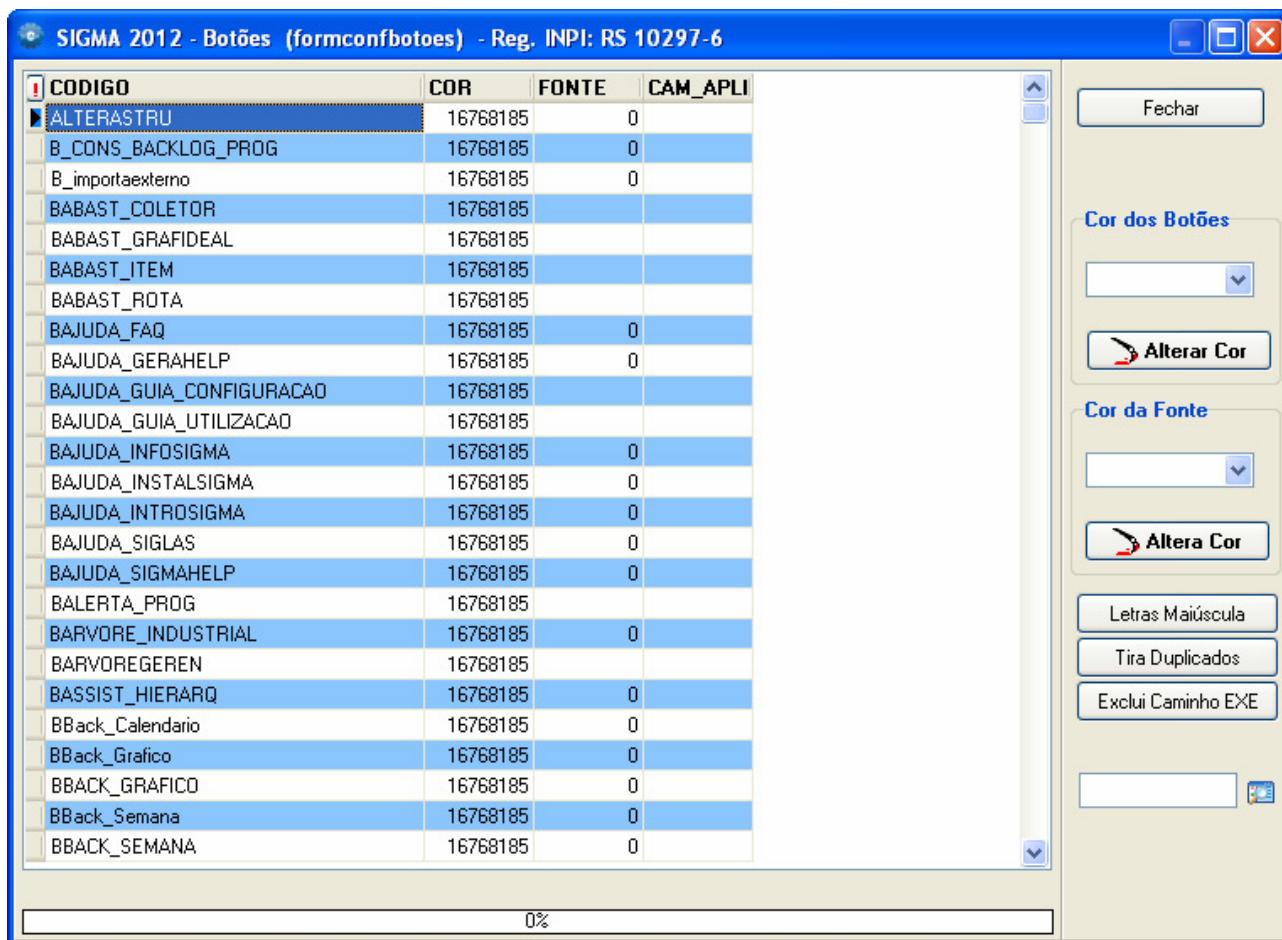 SIGMA 2012 - Botões (formconfbotoes) - Reg. INPI: RS 10297-6
CODIGO COR FONTE CAM_APLI
ALTERASTRU 16768185 0
B_CONS_BACKLOG_PROG 16768185 0
B_importaexterno 16768185 0
BABAST_COLETOR 16768185
BABAST_GRAFIDEAL 16768185
BABAST_ITEM 16768185
BABAST_ROTA 16768185
BAJUDA_FAQ 16768185 0
BAJUDA_GERAHELP 16768185 0
BAJUDA_GUIA_CONFIGURACAO 16768185
BAJUDA_GUIA_UTILIZACAO 16768185
BAJUDA_INFOSIGMA 16768185 0
BAJUDA_INSTALSIGMA 16768185 0
BAJUDA_INTROSIGMA 16768185 0
BAJUDA_SIGLAS 16768185 0
BAJUDA_SIGMAHELP 16768185 0
BALERTA_PROG 16768185
BARVORE_INDUSTRIAL 16768185 0
BARVOREGEREN 16768185
BASSIST_HIERARQ 16768185 0
BBack_Calendario 16768185 0
BBack_Grafico 16768185 0
BBACK_GRAFICO 16768185 0
BBack_Semana 16768185 0
BBACK_SEMANA 16768185 0
0%
Fechar
Cor dos Botões
Alterar Cor
Cor da Fonte
Altera Cor
Letras Maiúscula
Tira Duplicados
Exclui Caminho EXE